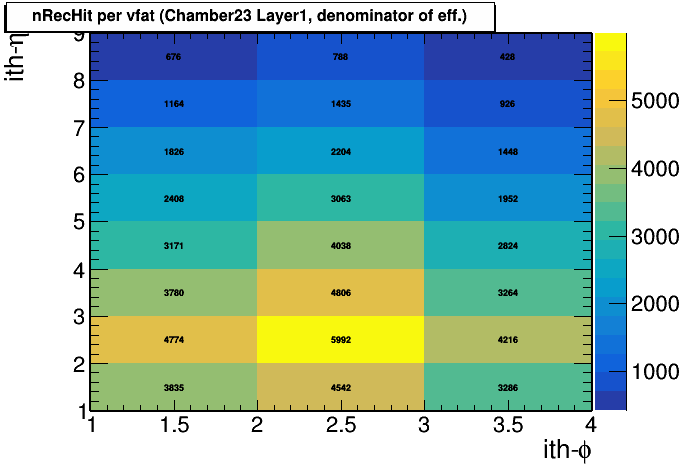 nRecHit per vfat (Chamber23 Layer1, denominator of eff.)
ith-η
9
676 788 428
8
1164 1435 926
7
1826 2204 1448
6
2408 3063 1952
5
3171 4038 2824
4
3780 4806 3264
3
4774 5992 4216
2
3835 4542 3286
1
1 1.5 2 2.5 3 3.5 4
ith-ϕ
5000
4000
3000
2000
1000